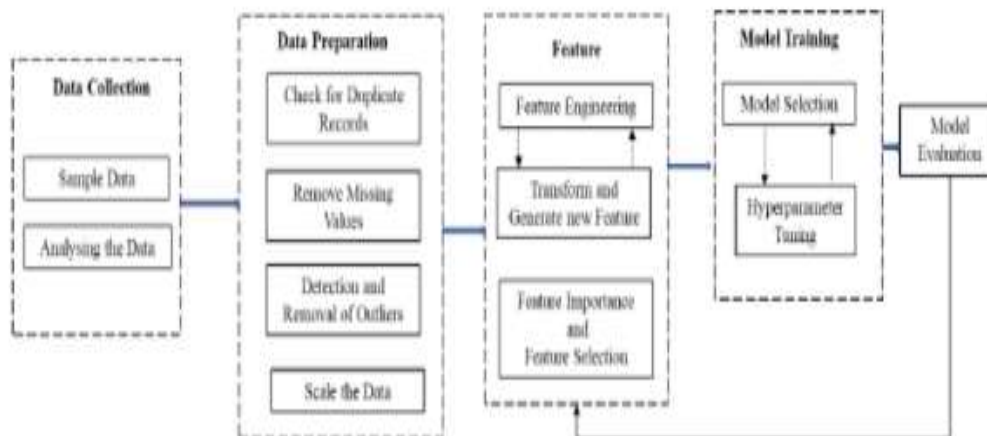 Data Collection
Sample Data
Analysing the Data
Data Preparation
Check for Duplicate
Records
Remove Missing
Values
Detection and
Removal of Outliers
Scale the Data
Feature
Feature Engineering
Transform and
Generate new Feature
Feature Importance
and
Feature Selection
Model Training
Model Selection
Hyperparameter
Tuning
Model
Evaluation